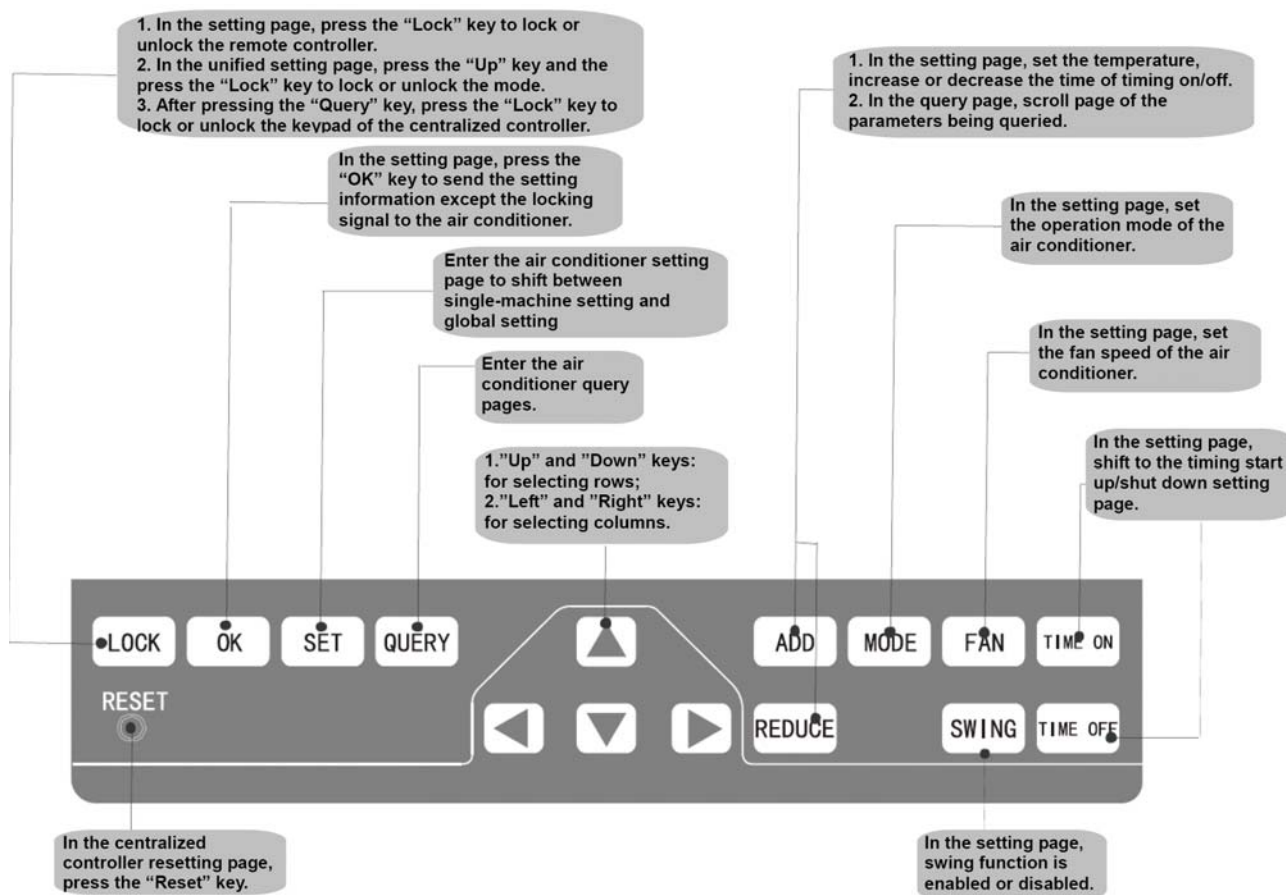 1. In the setting page, press the “Lock” key to lock or
unlock the remote controller.
2. In the unified setting page, press the “Up” key and the
press the “Lock” key to lock or unlock the mode.
3. After pressing the “Query” key, press the “Lock” key to
lock or unlock the keypad of the centralized controller.
1. In the setting page, set the temperature,
increase or decrease the time of timing on/off.
2. In the query page, scroll page of the
parameters being queried.
In the setting page, press the
“OK” key to send the setting
information except the locking
signal to the air conditioner.
In the setting page, set
the operation mode of the
air conditioner.
Enter the air conditioner setting
page to shift between
single-machine setting and
global setting
In the setting page, set
the fan speed of the air
conditioner.
Enter the air
conditioner query
pages.
In the setting page,
shift to the timing start
up/shut down setting
page.
1.”Up” and ”Down” keys:
for selecting rows;
2.”Left” and ”Right” keys:
for selecting columns.
LOCK
OK
SET
QUERY
ADD
MODE
FAN
TIME ON
RESET
REDUCE
SWING
TIME OFF
In the centralized
controller resetting page,
press the “Reset” key.
In the setting page,
swing function is
enabled or disabled.